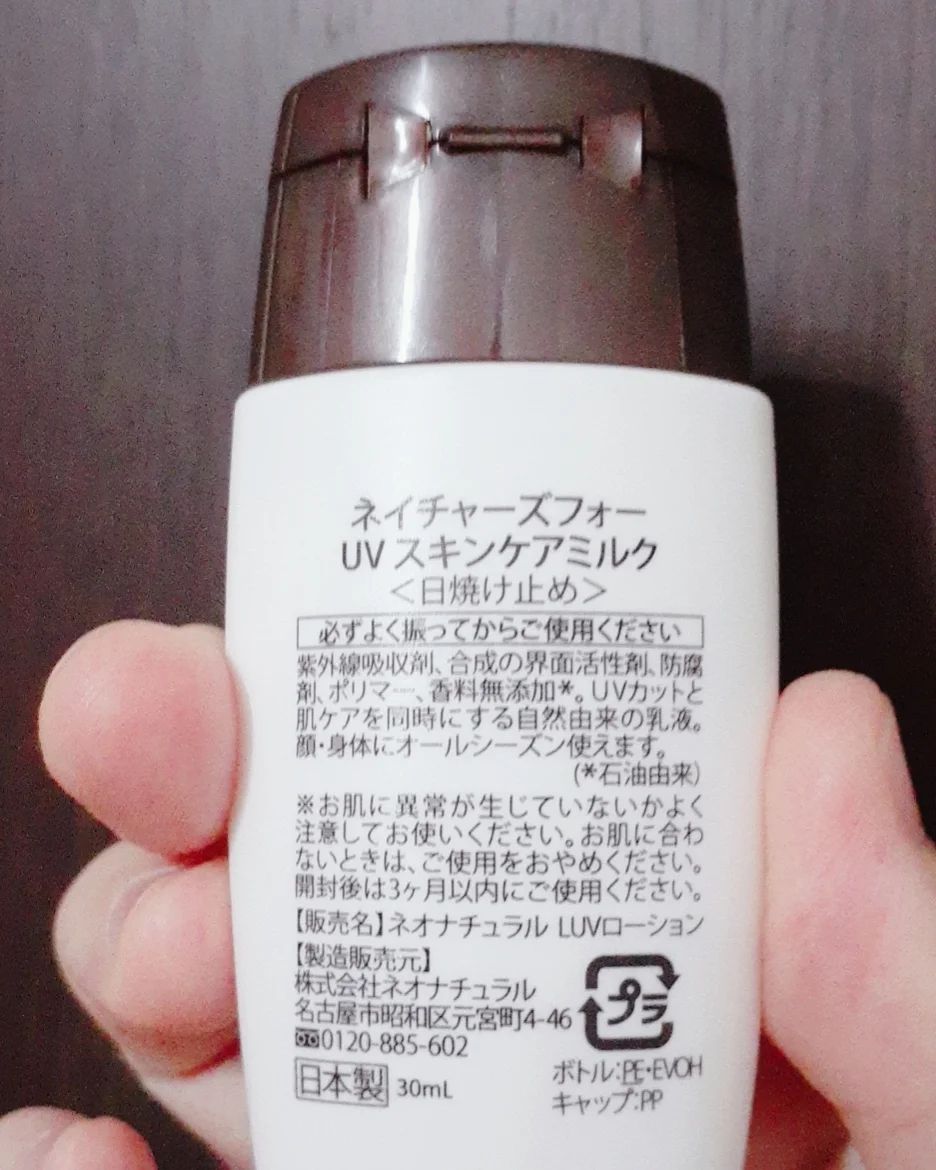 ネイチャーズフォー
UV スキンケアミルク
＜日焼け止め＞
必ずよく振ってからご使用ください
紫外線吸収剤、合成の界面活性剤、防腐
剤、ポリマー、香料無添加*。UVカットと
肌ケアを同時にする自然由来の乳液。
顔・身体にオールシーズン使えます。
(*石油由来)
※お肌に異常が生じていないかよく
注意してお使いください。お肌に合わ
ないときは、ご使用をおやめください。
開封後は3ヶ月以内にご使用ください。
【販売名】ネオナチュラル LUVローション
【製造販売元】
株式会社ネオナチュラル
名古屋市昭和区元宮町4-46
0120-885-602
日本製 30mL
プラ
ボトル:PE・EVOH
キャップ:PP